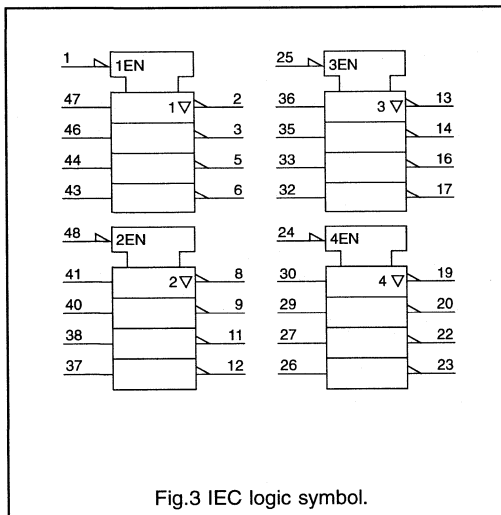 1 1EN
47 1▽ 2
46 3
44 5
43 6
25 3EN
36 3▽ 13
35 14
33 16
32 17
48 2EN
41 2▽ 8
40 9
38 11
37 12
24 4EN
30 4▽ 19
29 20
27 22
26 23
Fig.3 IEC logic symbol.